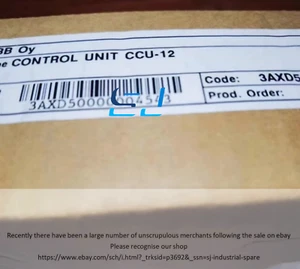 BB Oy
CONTROL UNIT CCU-12
Code: 3AXD5
Prod. Order:
Recently there have been a large number of unscrupulous merchants following the sale on ebay
Please recognise our shop
https://www.ebay.com/sch/i.html?_trksid=p3692&_ssn=sj-industrial-spare